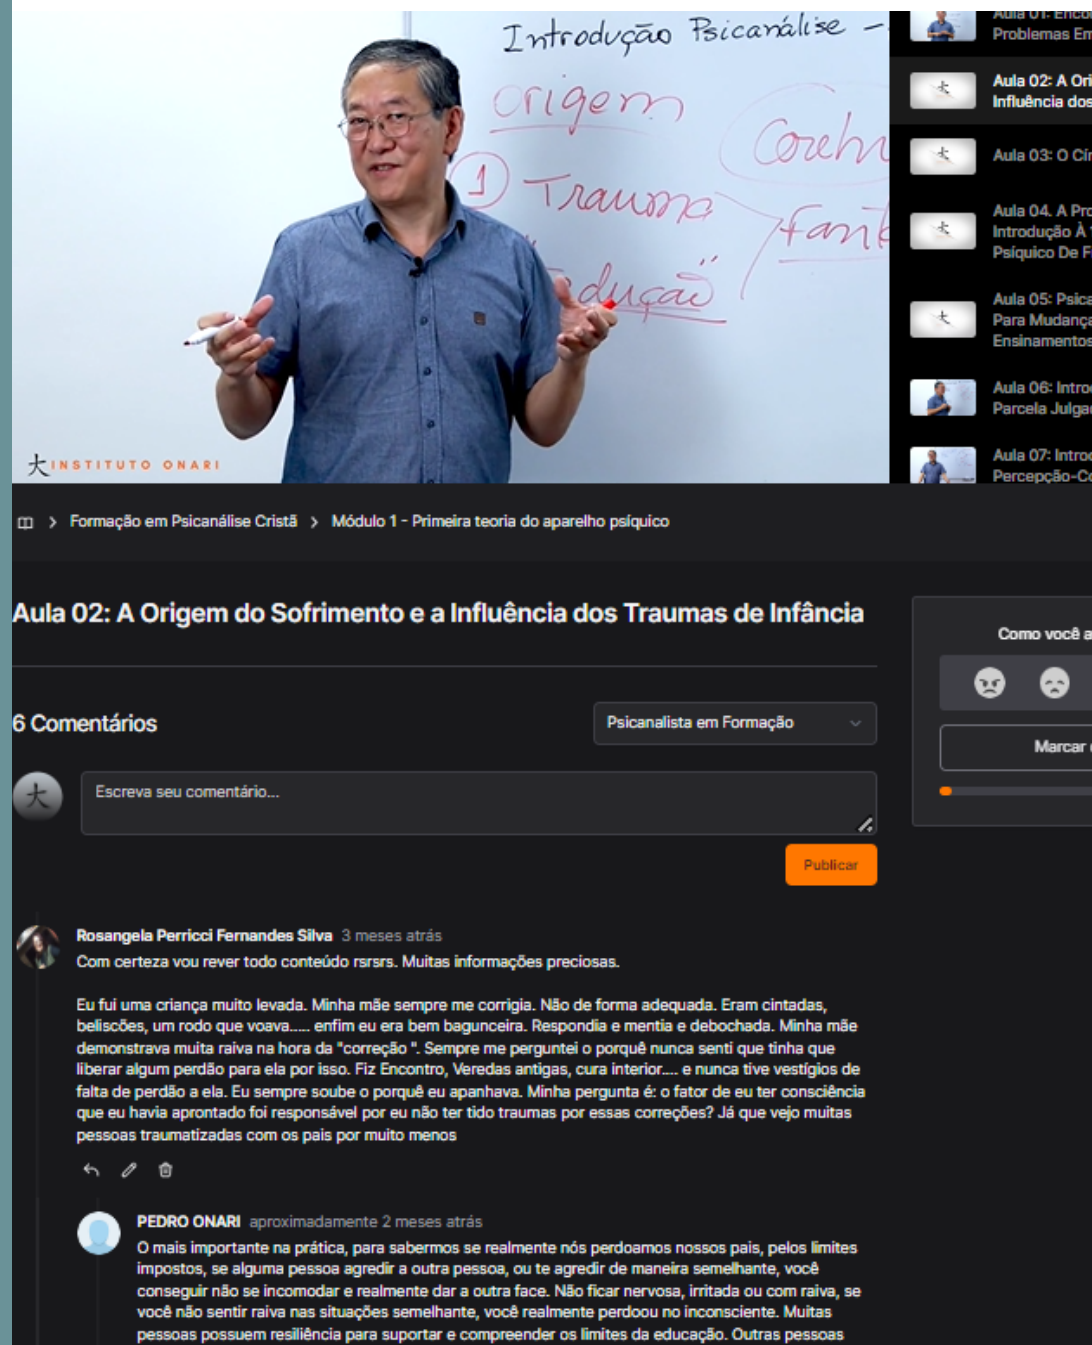 Introdução Psicanálise -
origem
1 Trauma
INSTITUTO ONARI
Problemas Em
Aula 02: A Ori
Influência dos
Aula 03: O Cír
Aula 04. A Pro
Introdução À
Psíquico De F
Aula 05: Psica
Para Mudança
Ensinamentos
Aula 06: Introd
Parcela Julga
Aula 07: Introd
Percepção-Co
Formação em Psicanálise Cristã > Módulo 1 - Primeira teoria do aparelho psíquico
Aula 02: A Origem do Sofrimento e a Influência dos Traumas de Infância
Como você a
6 Comentários
Psicanalista em Formação
Marcar
Escreva seu comentário...
Publicar
Rosangela Perricci Fernandes Silva 3 meses atrás
Com certeza vou rever todo conteúdo rsrsrs. Muitas informações preciosas.
Eu fui uma criança muito levada. Minha mãe sempre me corrigia. Não de forma adequada. Eram cintadas,
beliscões, um rodo que voava..... enfim eu era bem bagunceira. Respondia e mentia e debochada. Minha mãe
demonstrava muita raiva na hora da "correção ". Sempre me perguntei o porquê nunca senti que tinha que
liberar algum perdão para ela por isso. Fiz Encontro, Veredas antigas, cura interior.... e nunca tive vestígios de
falta de perdão a ela. Eu sempre soube o porquê eu apanhava. Minha pergunta é: o fator de eu ter consciência
que eu havia aprontado foi responsável por eu não ter tido traumas por essas correções? Já que vejo muitas
pessoas traumatizadas com os pais por muito menos
PEDRO ONARI aproximadamente 2 meses atrás
O mais importante na prática, para sabermos se realmente nós perdoamos nossos pais, pelos limites
impostos, se alguma pessoa agredir a outra pessoa, ou te agredir de maneira semelhante, você
conseguir não se incomodar e realmente dar a outra face. Não ficar nervosa, irritada ou com raiva, se
você não sentir raiva nas situações semelhante, você realmente perdoou no inconsciente. Muitas
pessoas possuem resiliência para suportar e compreender os limites da educação. Outras pessoas